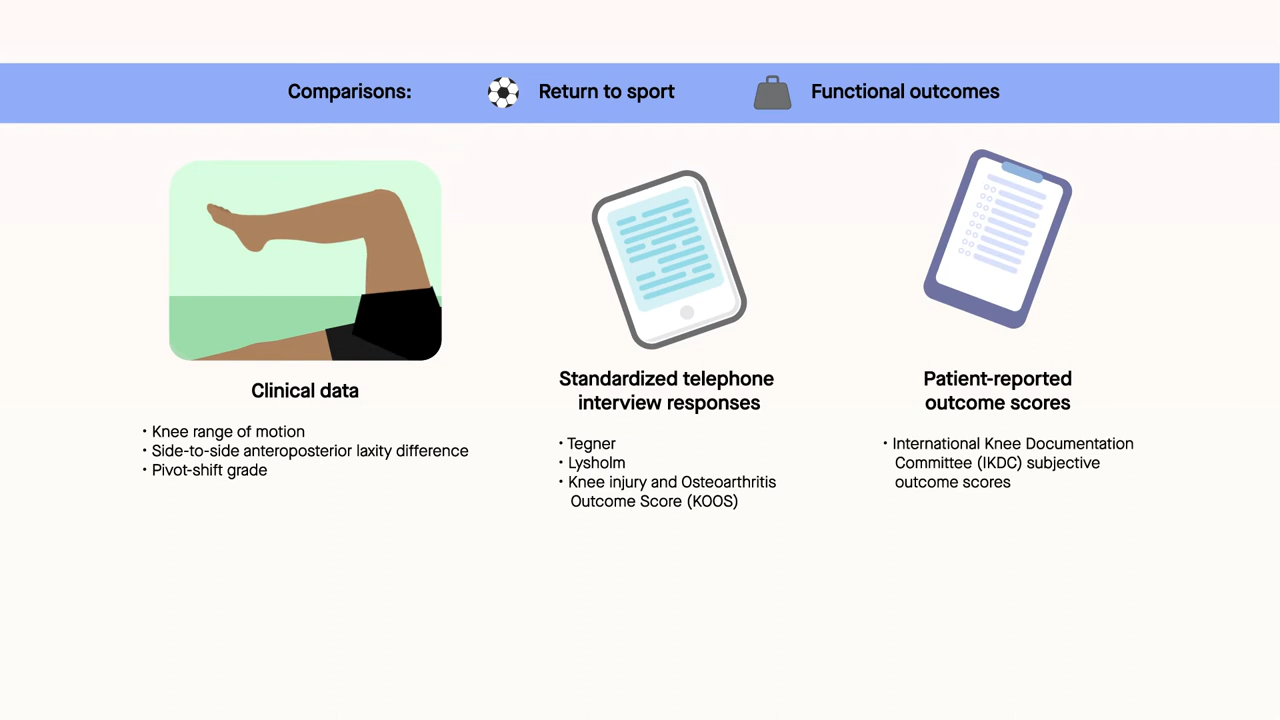 Comparisons:
Return to sport
Functional outcomes
Clinical data
• Knee range of motion
• Side-to-side anteroposterior laxity difference
• Pivot-shift grade
Standardized telephone
interview responses
• Tegner
• Lysholm
• Knee injury and Osteoarthritis
Outcome Score (KOOS)
Patient-reported
outcome scores
• International Knee Documentation
Committee (IKDC) subjective
outcome scores